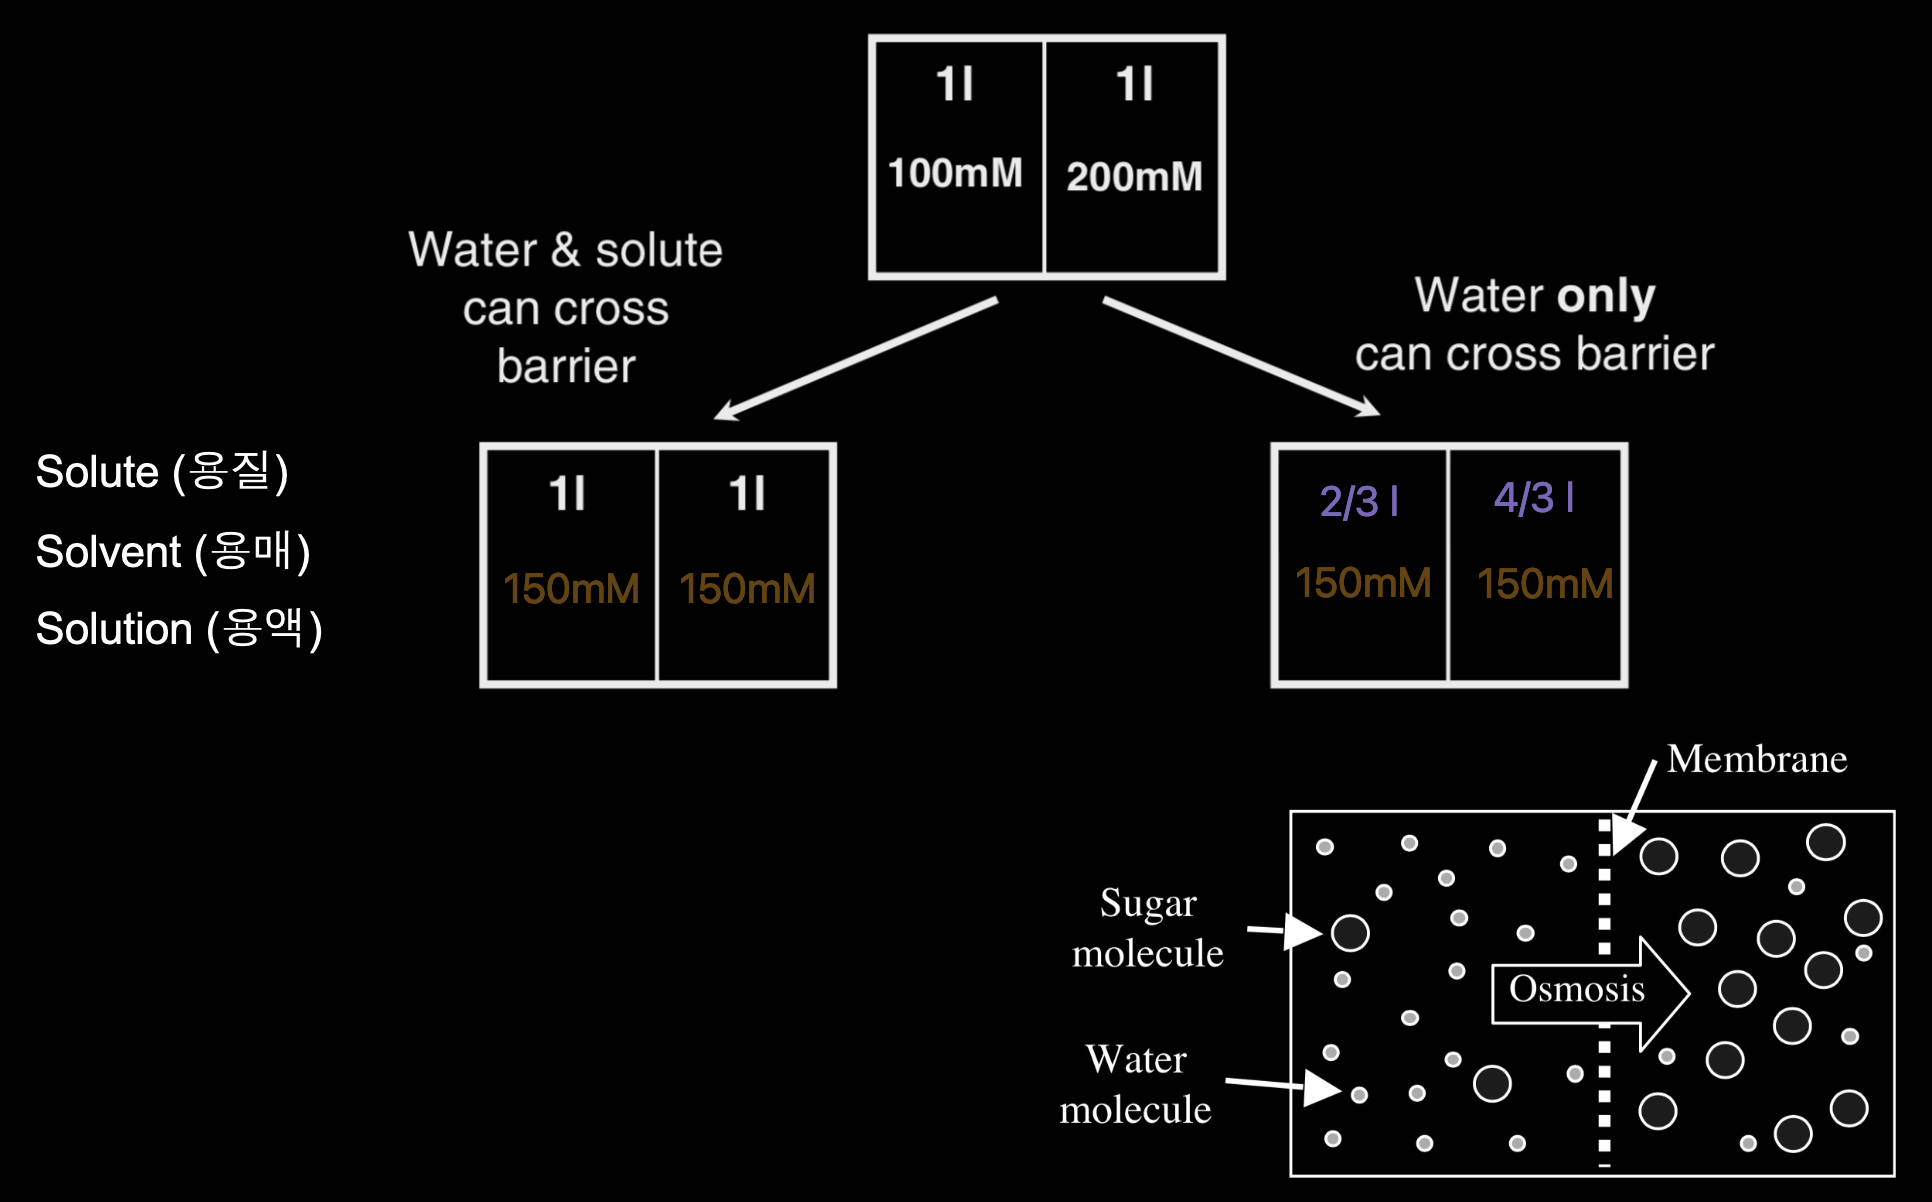 1l 1l
100mM 200mM
Water & solute
can cross
barrier
Water only
can cross barrier
Solute (용질)
Solvent (용매)
Solution (용액)
1l 1l
150mM 150mM
2/3 l 4/3 l
150mM 150mM
Membrane
Sugar
molecule
Osmosis
Water
molecule